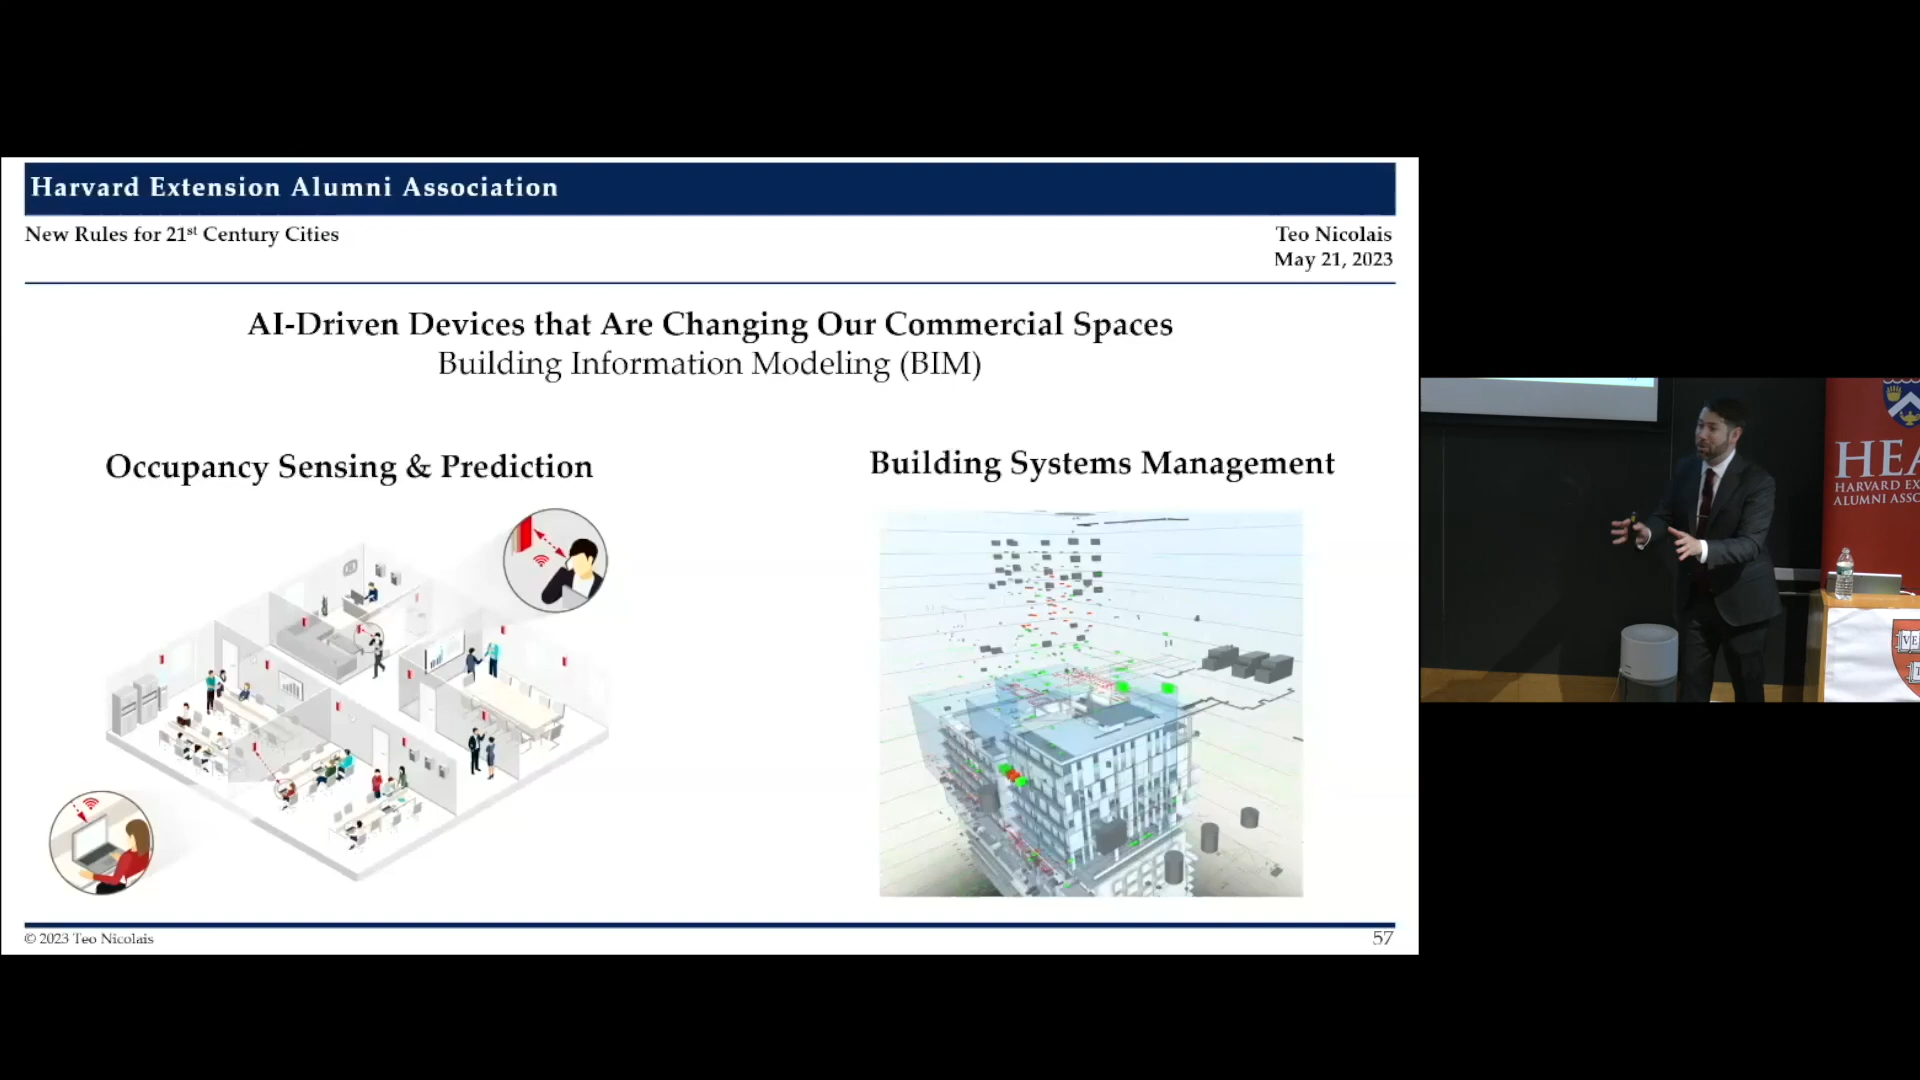 Harvard Extension Alumni Association
New Rules for 21st Century Cities
Teo Nicolais
May 21, 2023
AI-Driven Devices that Are Changing Our Commercial Spaces
Building Information Modeling (BIM)
Occupancy Sensing & Prediction
Building Systems Management
© 2023 Teo Nicolais
57
HEA
HARVARD EX
ALUMNI ASSO
VE